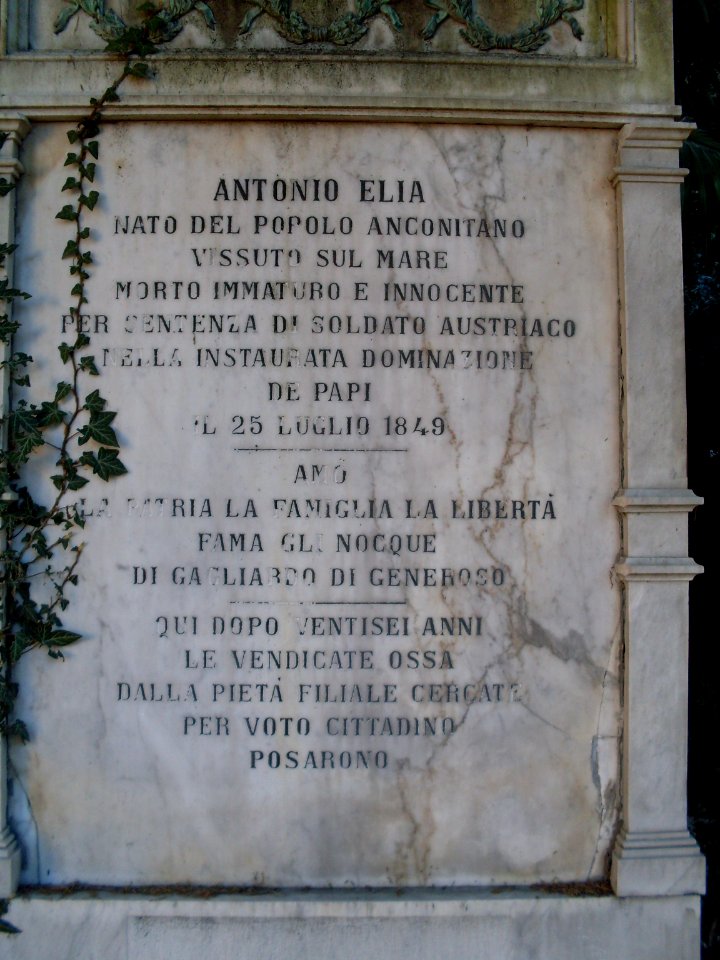 ANTONIO ELIA
NATO DEL POPOLO ANCONITANO
VISSUTO SUL MARE
MORTO IMMATURO E INNOCENTE
PER SENTENZA DI SOLDATO AUSTRIACO
NELLA INSTAURATA DOMINAZIONE
DE PAPI
IL 25 LUGLIO 1849
AMÒ
LA PATRIA LA FAMIGLIA LA LIBERTÀ
FAMA GLI NOCQUE
DI GAGLIARDO DI GENEROSO
QUI DOPO VENTISEI ANNI
LE VENDICATE OSSA
DALLA PIETÀ FILIALE CERCATE
PER VOTO CITTADINO
POSARONO